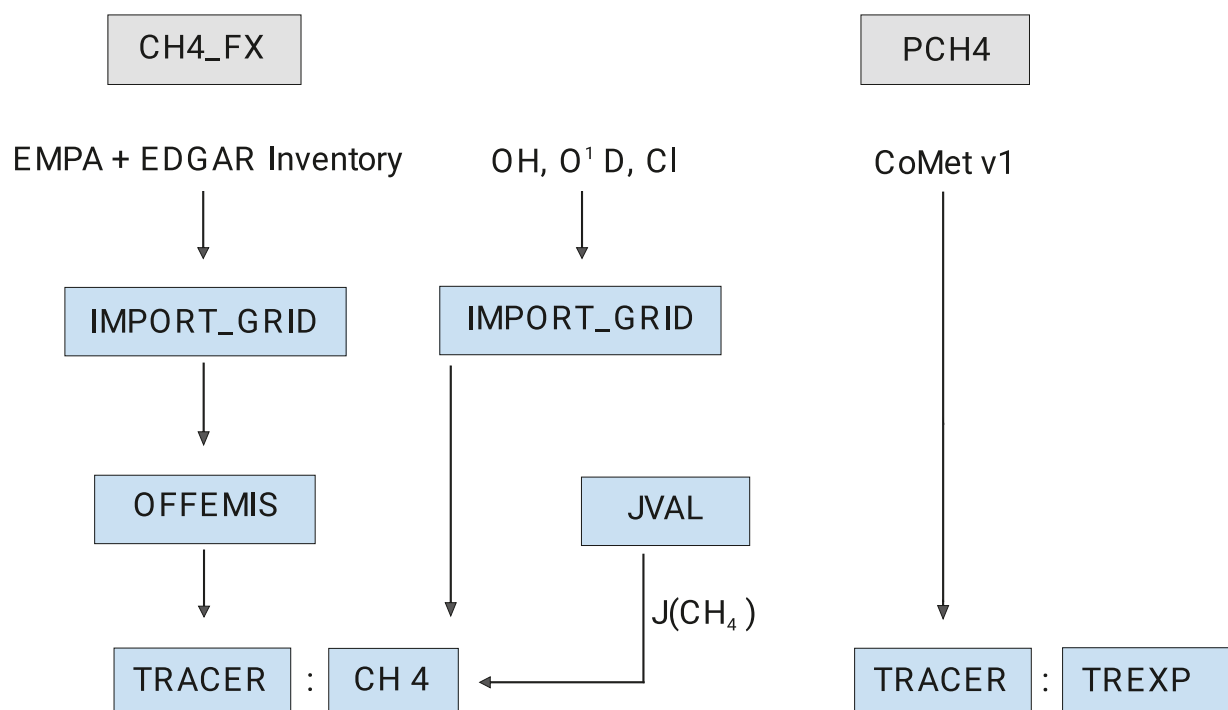 CH4_FX
PCH4
EMPA + EDGAR Inventory
OH, O¹ D, Cl
CoMet v1
IMPORT_GRID
IMPORT_GRID
OFFEMIS
JVAL
J(CH₄ )
TRACER : CH 4
TRACER : TREXP